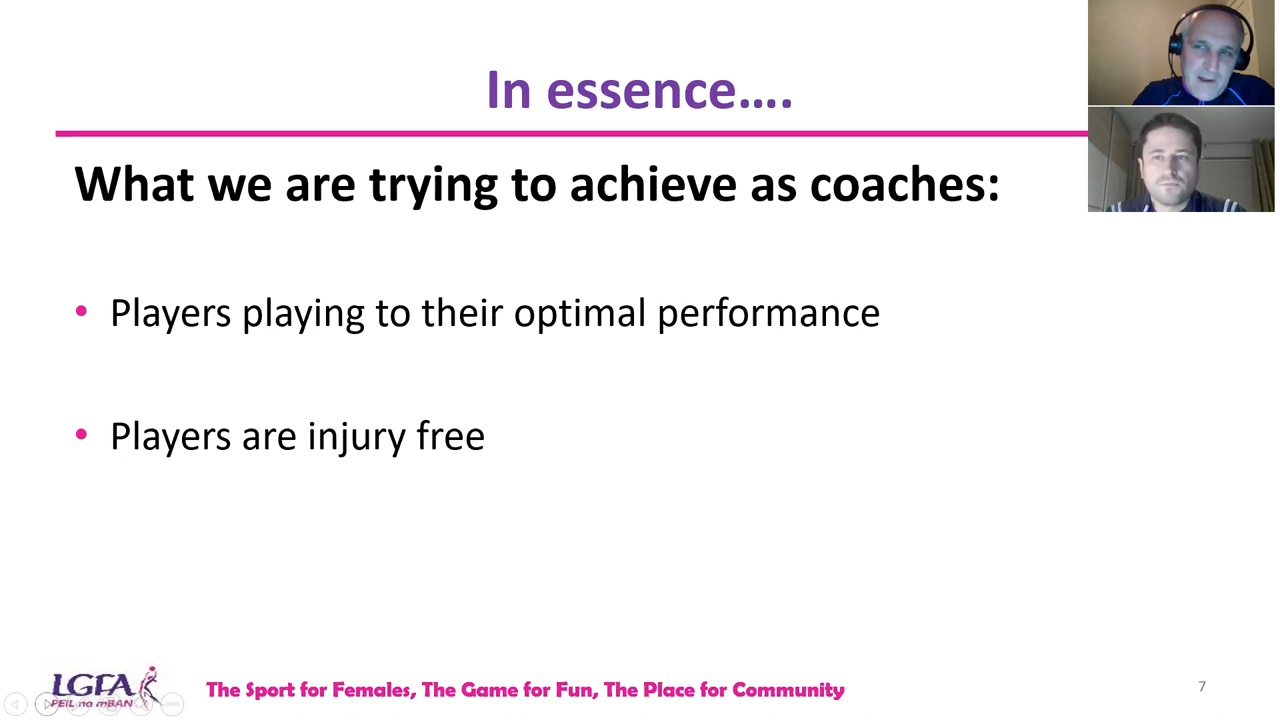 In essence....
What we are trying to achieve as coaches:
• Players playing to their optimal performance
• Players are injury free
LGFA
PEIL na mBAN
The Sport for Females, The Game for Fun, The Place for Community
7